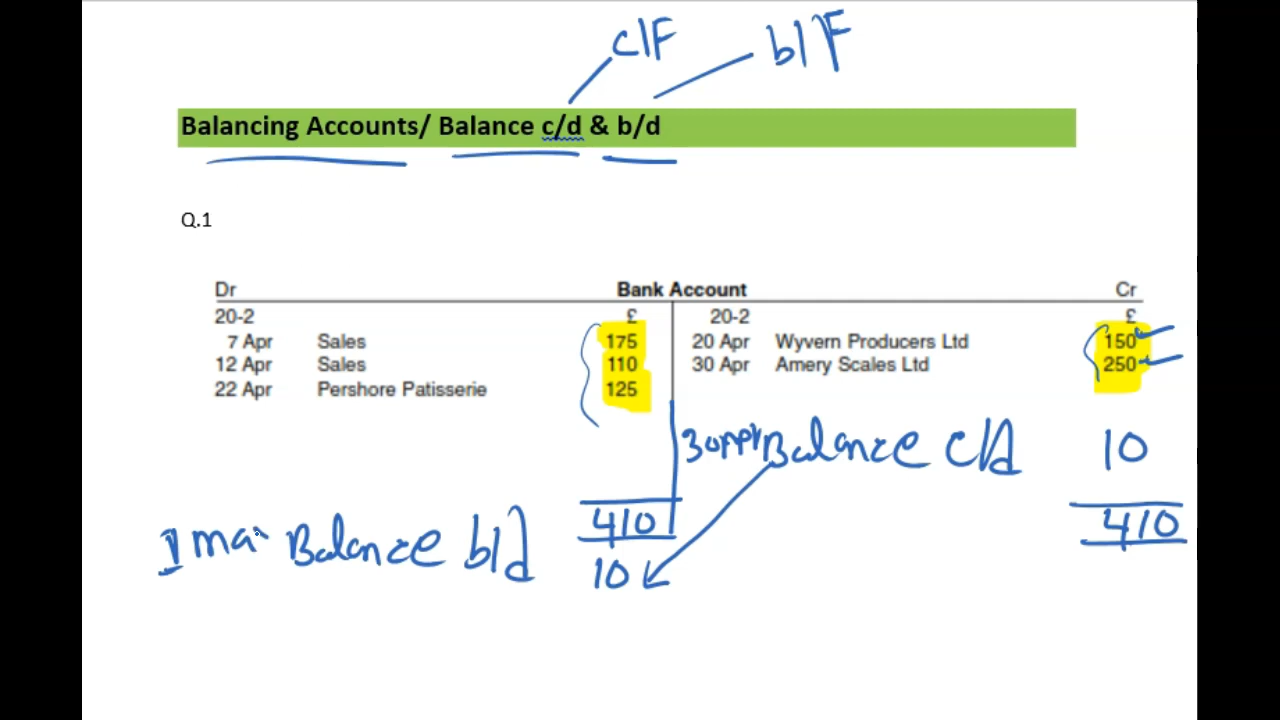 c/F b/F
Balancing Accounts/ Balance c/d & b/d
Q.1
Dr Bank Account Cr
20-2 £ 20-2 £
7 Apr Sales 175 20 Apr Wyvern Producers Ltd 150
12 Apr Sales 110 30 Apr Amery Scales Ltd 250
22 Apr Pershore Patisserie 125
Balance c/d 10
410 410
1 ma Balance b/d 10